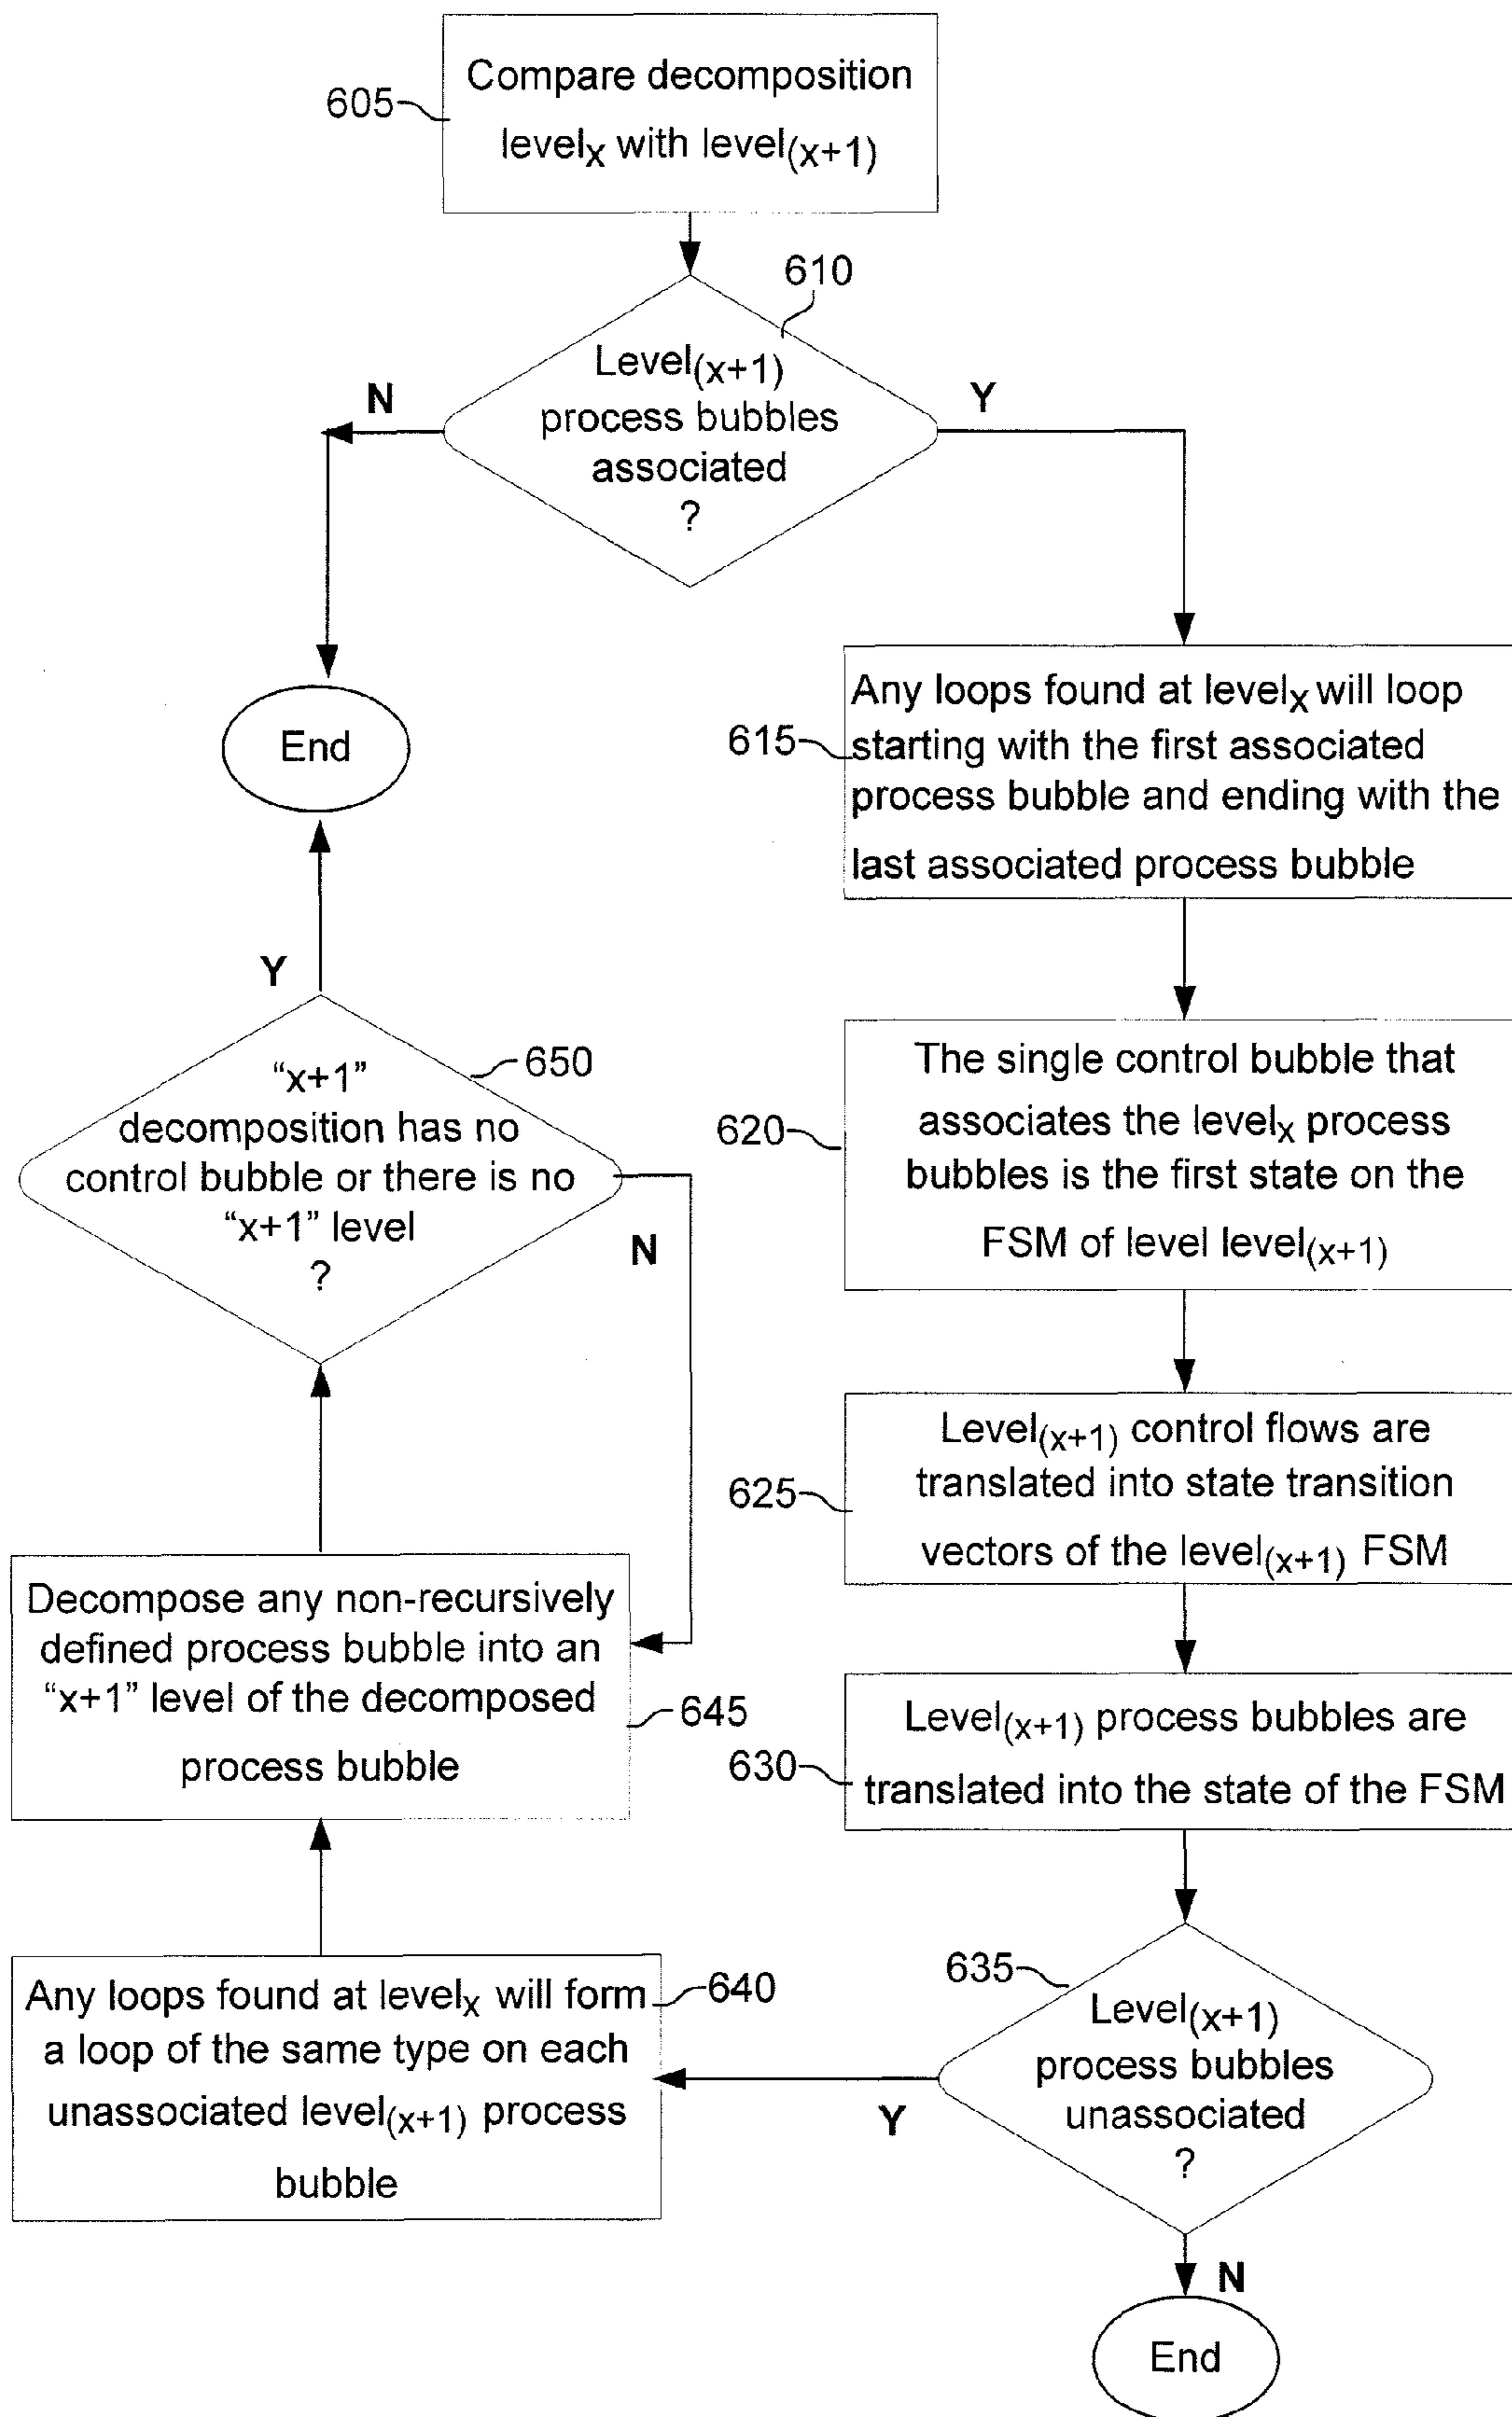 Compare decomposition
605
levelx with level(x+1)
610
Level(x+1)
process bubbles
associated
?
N
Y
End
Any loops found at levelx will loop
starting with the first associated
615
process bubble and ending with the
last associated process bubble
The single control bubble that
associates the levelx process
620
bubbles is the first state on the
FSM of level level(x+1)
Level(x+1) control flows are
translated into state transition
625
vectors of the level(x+1) FSM
Level(x+1) process bubbles are
630
translated into the state of the FSM
635
Level(x+1)
process bubbles
unassociated
?
Y
N
End
Any loops found at levelx will form
640
a loop of the same type on each
unassociated level(x+1) process
bubble
Decompose any non-recursively
defined process bubble into an
“x+1” level of the decomposed
645
process bubble
650
“x+1”
decomposition has no
control bubble or there is no
“x+1” level
?
Y
N